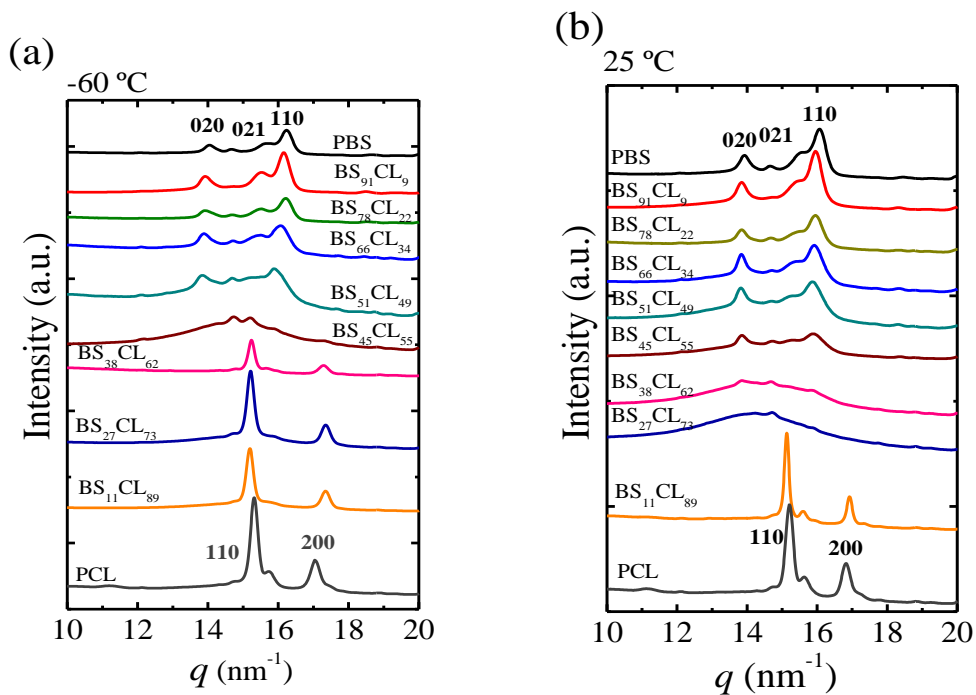 (a)
-60 ºC
020 021 110
PBS
BS₉₁CL₉
BS₇₈CL₂₂
BS₆₆CL₃₄
BS₅₁CL₄₉
BS₄₅CL₅₅
BS₃₈CL₆₂
BS₂₇CL₇₃
BS₁₁CL₈₉
110 200
PCL
Intensity (a.u.)
10 12 14 16 18 20
q (nm⁻¹)
(b)
25 ºC
020 021 110
PBS
BS₉₁CL₉
BS₇₈CL₂₂
BS₆₆CL₃₄
BS₅₁CL₄₉
BS₄₅CL₅₅
BS₃₈CL₆₂
BS₂₇CL₇₃
BS₁₁CL₈₉
110 200
PCL
Intensity (a.u.)
10 12 14 16 18 20
q (nm⁻¹)